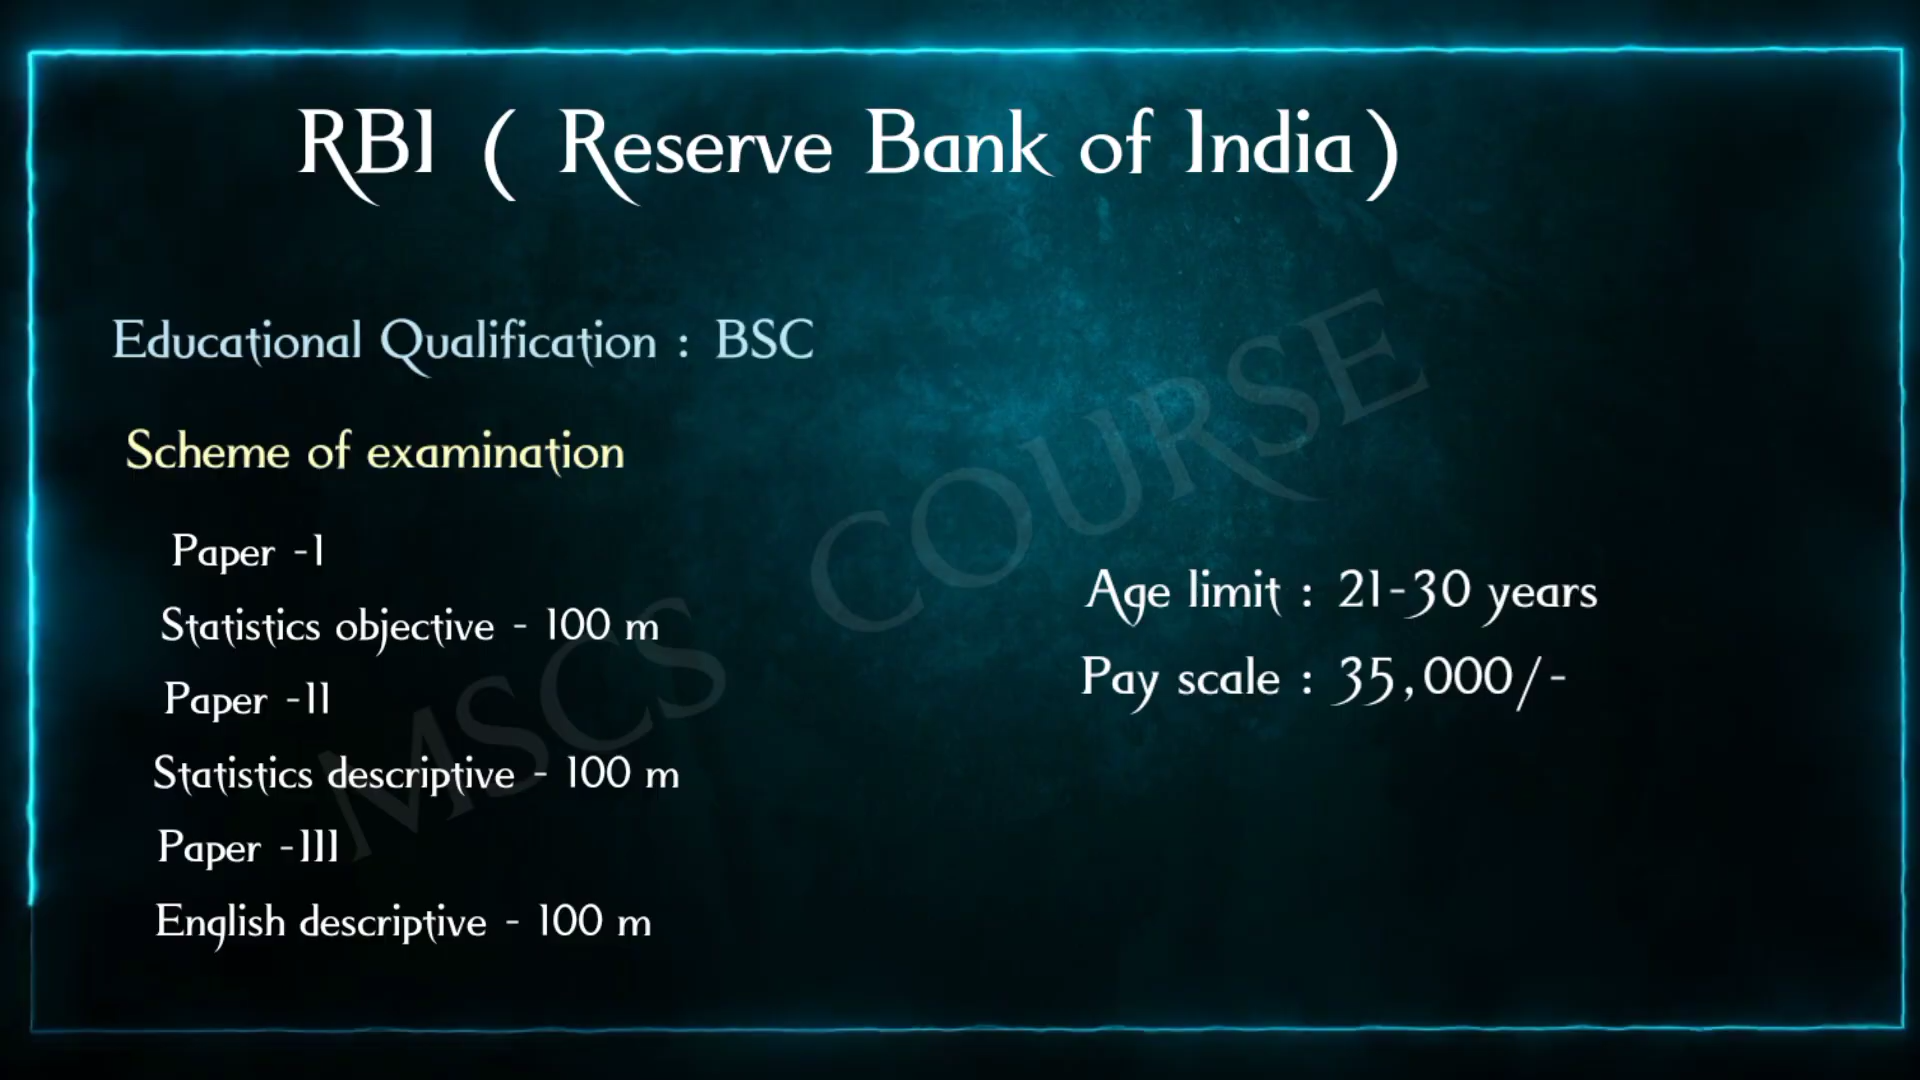 RBI ( Reserve Bank of India)
Educational Qualification : BSC
Scheme of examination
Paper -I
Statistics objective - 100 m
Paper -II
Statistics descriptive - 100 m
Paper -III
English descriptive - 100 m
Age limit : 21-30 years
Pay scale : 35,000/-
MSCS COURSE